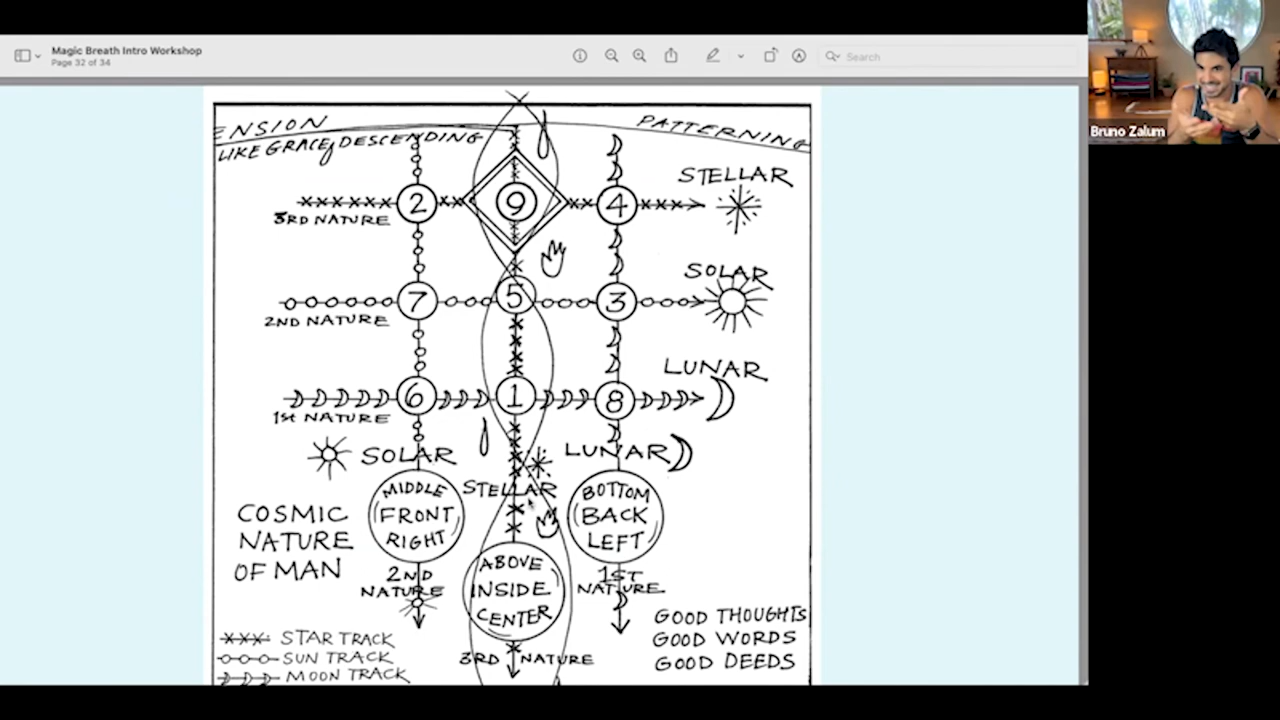 Magic Breath Intro Workshop
Page 32 of 34
Search
Bruno Zalum
ENSION
PATTERNING
LIKE GRACE DESCENDING
STELLAR
2
9
4
3RD NATURE
SOLAR
7
5
3
2ND NATURE
LUNAR
6
1
8
1st NATURE
SOLAR
LUNAR
STELLAR
MIDDLE
FRONT
RIGHT
BOTTOM
BACK
LEFT
COSMIC
NATURE
OF MAN
ABOVE
INSIDE
CENTER
2ND
NATURE
1ST
NATURE
GOOD THOUGHTS
GOOD WORDS
GOOD DEEDS
STAR TRACK
SUN TRACK
MOON TRACK
3RD NATURE